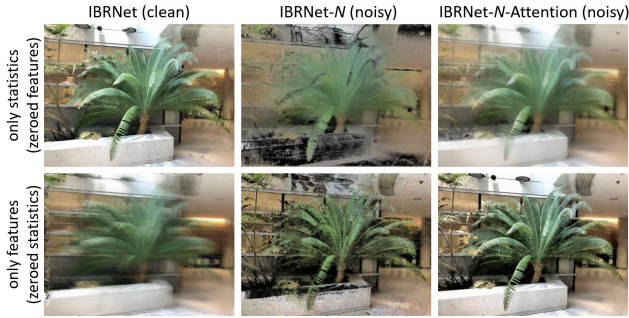 IBRNet (clean)
IBRNet-N (noisy)
IBRNet-N-Attention (noisy)
only statistics
(zeroed features)
only features
(zeroed statistics)